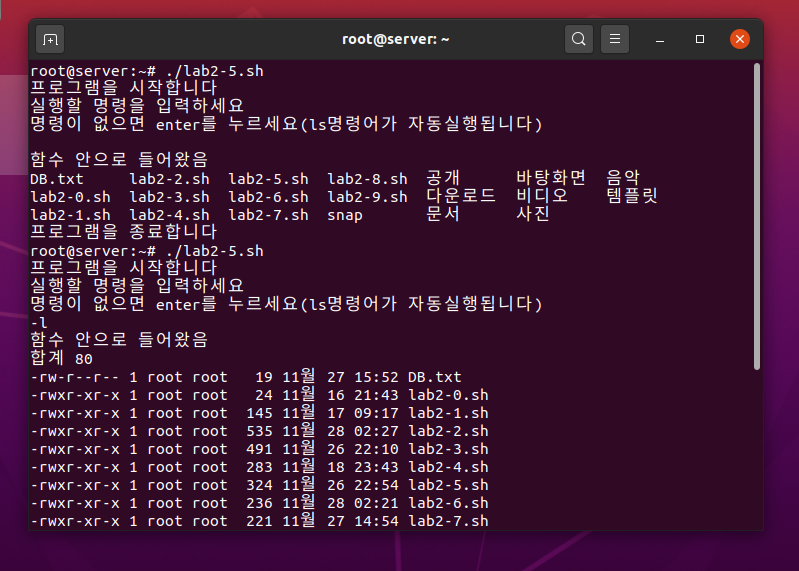 root@server: ~
root@server:~# ./lab2-5.sh
프로그램을 시작합니다
실행할 명령을 입력하세요
명령이 없으면 enter를 누르세요(ls명령어가 자동실행됩니다)
함수 안으로 들어왔음
DB.txt lab2-2.sh lab2-5.sh lab2-8.sh 공개 바탕화면 음악
lab2-0.sh lab2-3.sh lab2-6.sh lab2-9.sh 다운로드 비디오 템플릿
lab2-1.sh lab2-4.sh lab2-7.sh snap 문서 사진
프로그램을 종료합니다
root@server:~# ./lab2-5.sh
프로그램을 시작합니다
실행할 명령을 입력하세요
명령이 없으면 enter를 누르세요(ls명령어가 자동실행됩니다)
-l
함수 안으로 들어왔음
합계 80
-rw-r--r-- 1 root root 19 11월 27 15:52 DB.txt
-rwxr-xr-x 1 root root 24 11월 16 21:43 lab2-0.sh
-rwxr-xr-x 1 root root 145 11월 17 09:17 lab2-1.sh
-rwxr-xr-x 1 root root 535 11월 28 02:27 lab2-2.sh
-rwxr-xr-x 1 root root 491 11월 26 22:10 lab2-3.sh
-rwxr-xr-x 1 root root 283 11월 18 23:43 lab2-4.sh
-rwxr-xr-x 1 root root 324 11월 26 22:54 lab2-5.sh
-rwxr-xr-x 1 root root 236 11월 28 02:21 lab2-6.sh
-rwxr-xr-x 1 root root 221 11월 27 14:54 lab2-7.sh